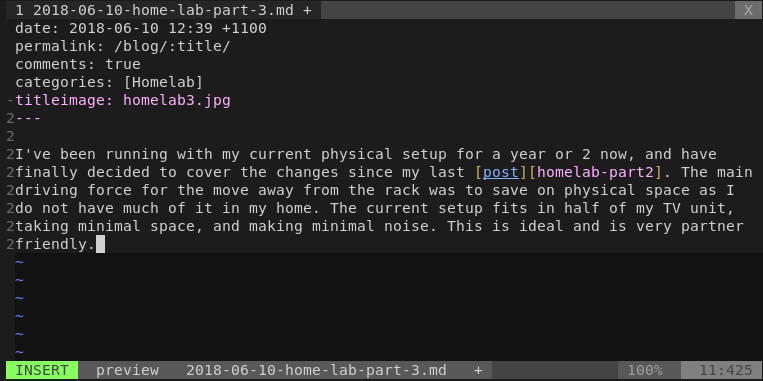 1 2018-06-10-home-lab-part-3.md + X
date: 2018-06-10 12:39 +1100
permalink: /blog/:title/
comments: true
categories: [Homelab]
-titleimage: homelab3.jpg
2---
2
2I've been running with my current physical setup for a year or 2 now, and have
2finally decided to cover the changes since my last [post][homelab-part2]. The main
2driving force for the move away from the rack was to save on physical space as I
2do not have much of it in my home. The current setup fits in half of my TV unit,
2taking minimal space, and making minimal noise. This is ideal and is very partner
2friendly.
~
~
~
~
~
~
INSERT preview 2018-06-10-home-lab-part-3.md + 100% 11:425